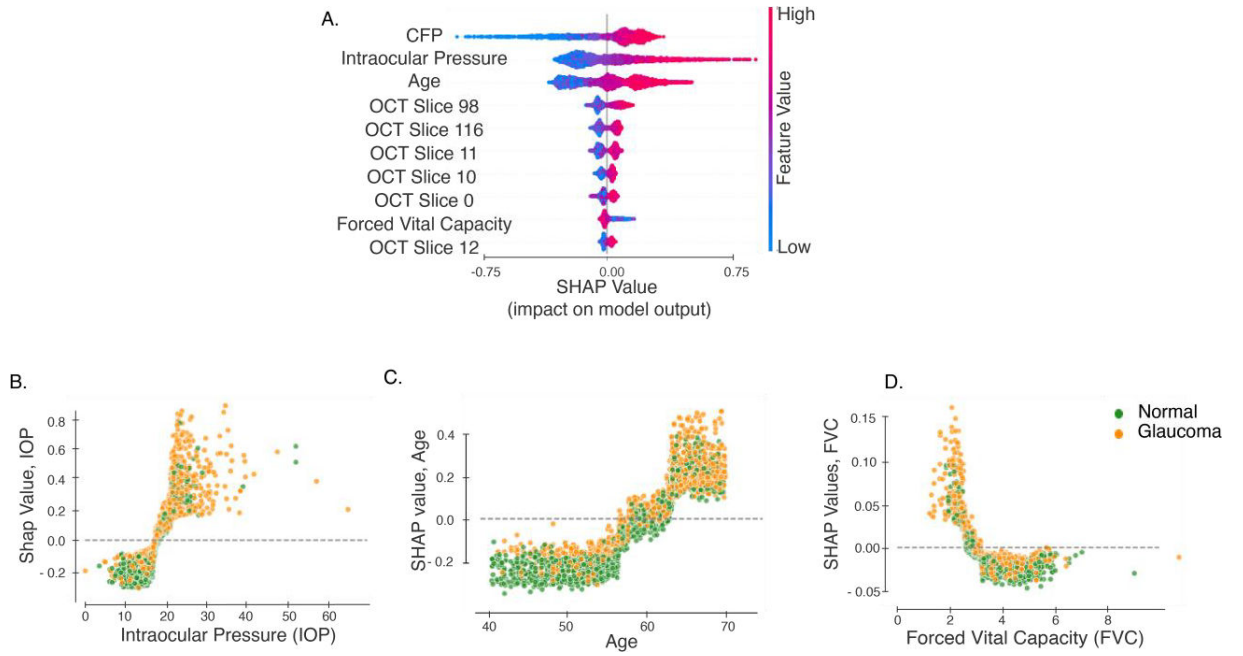 A.
High
CFP
Intraocular Pressure
Age
OCT Slice 98
OCT Slice 116
OCT Slice 11
OCT Slice 10
OCT Slice 0
Forced Vital Capacity
OCT Slice 12
Feature Value
Low
-0.75 0.00 0.75
SHAP Value
(impact on model output)
B.
Shap Value, IOP
0.8
0.6
0.4
0.2
0.0
- 0.2
0 10 20 30 40 50 60
Intraocular Pressure (IOP)
C.
SHAP value, Age
0.4
0.2
0.0
- 0.2
40 50 60 70
Age
D.
SHAP Values, FVC
0.15
0.10
0.05
0.00
- 0.05
0 2 4 6 8
Forced Vital Capacity (FVC)
Normal
Glaucoma